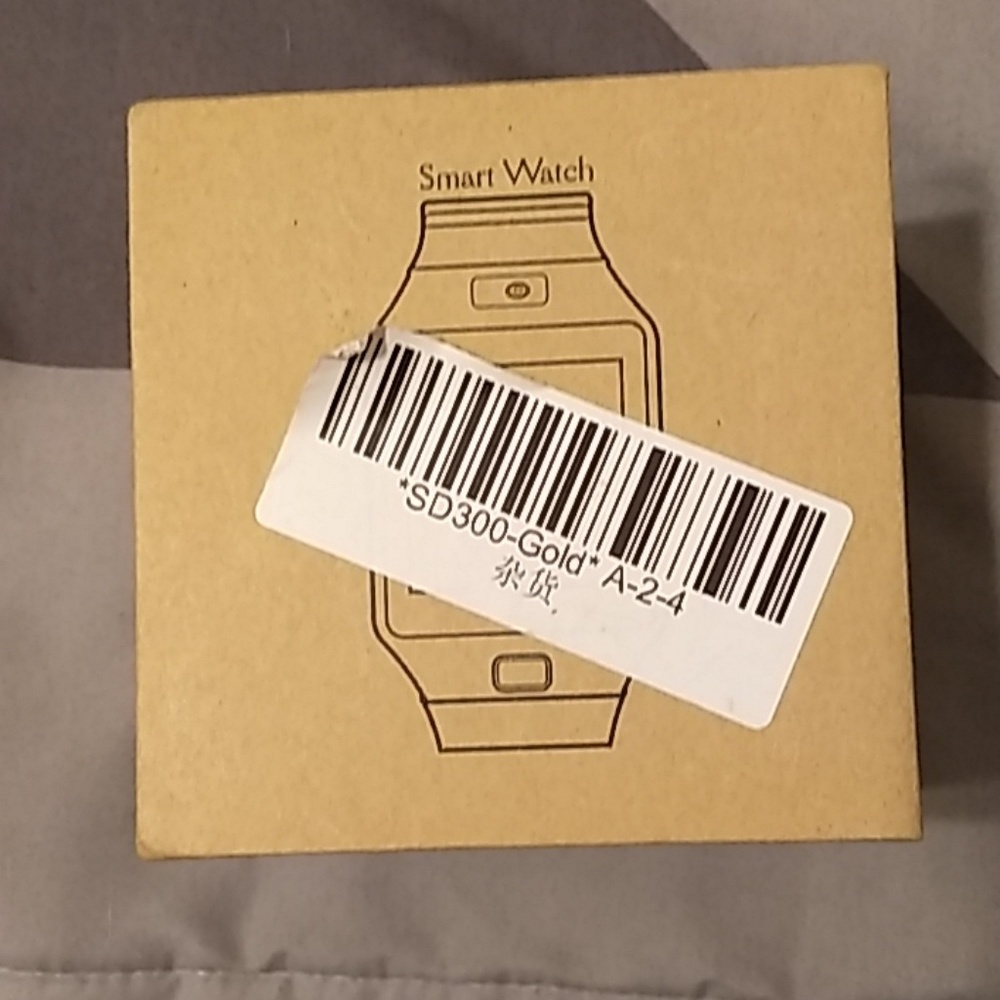 Smart Watch
*SD300-Gold* A-2-4
杂货,